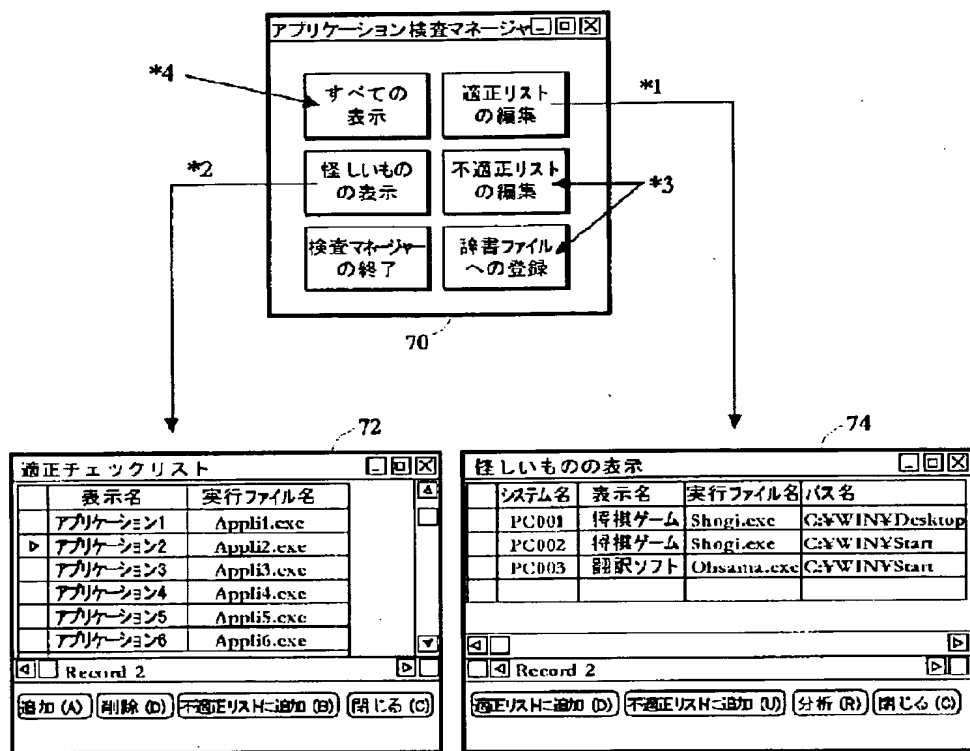 アプリケーション検査マネージャ
*4
すべての
表示
適正リスト
の編集
*1
*2
怪しいもの
の表示
不適正リスト
の編集
*3
検査マネージャー
の終了
辞書ファイル
への登録
70
72
適正チェックリスト
表示名 実行ファイル名
アプリケーション1 Appli1.exe
アプリケーション2 Appli2.exe
アプリケーション3 Appli3.exe
アプリケーション4 Appli4.exe
アプリケーション5 Appli5.exe
アプリケーション6 Appli6.exe
Record 2
追加 (A) 削除 (D) 不適正リストに追加 (B) 閉じる (C)
74
怪しいものの表示
システム名 表示名 実行ファイル名 パス名
PC001 将棋ゲーム Shogi.exe C:¥WIN¥Desktop
PC002 将棋ゲーム Shogi.exe C:¥WIN¥Start
PC003 翻訳ソフト Ohsama.exe C:¥WIN¥Start
Record 2
適正リストに追加 (D) 不適正リストに追加 (U) 分析 (R) 閉じる (C)